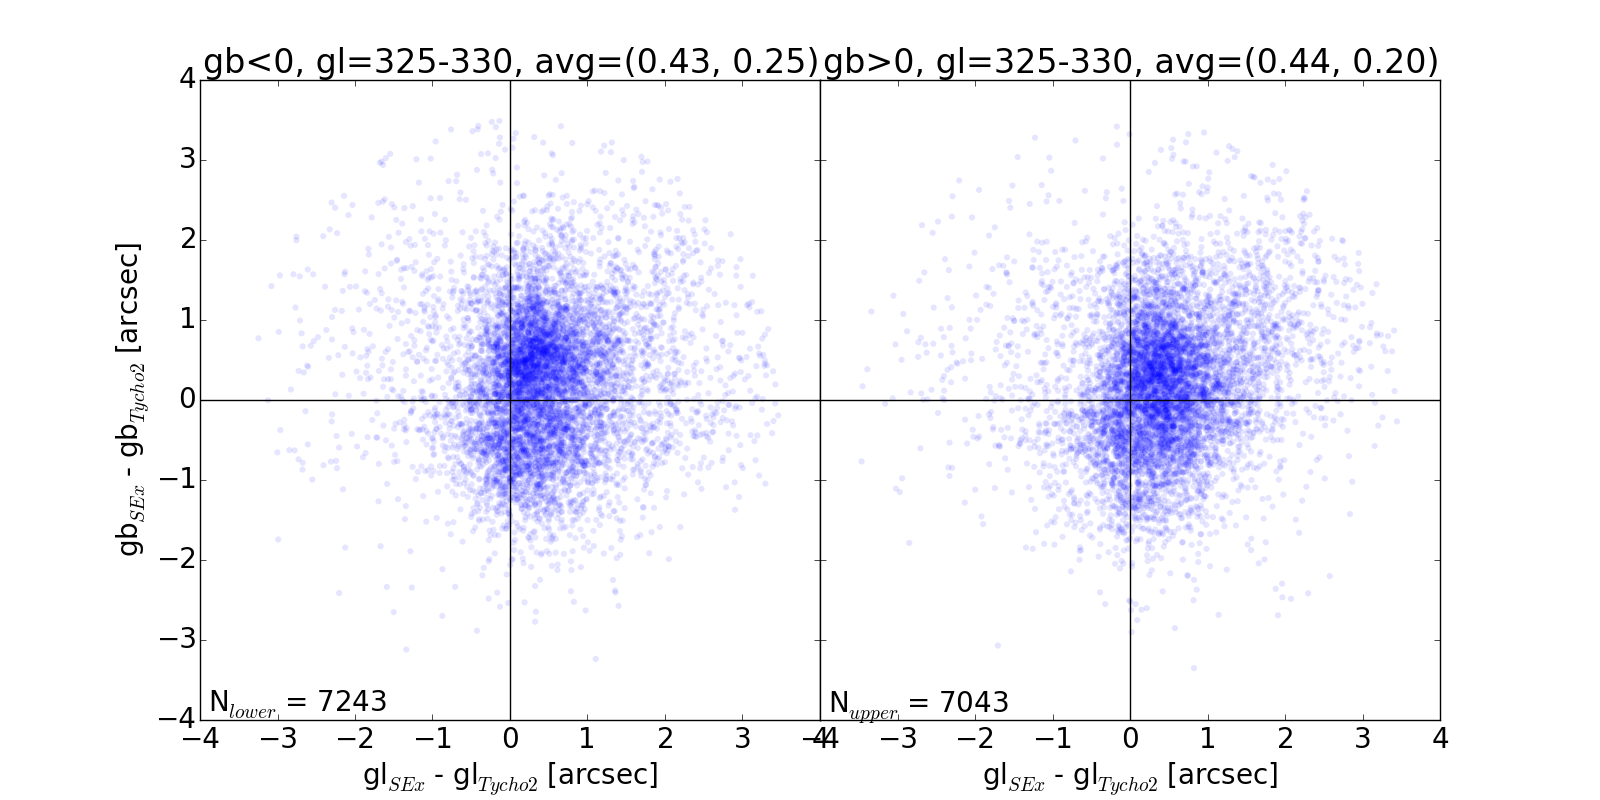 gb<0, gl=325-330, avg=(0.43, 0.25)
gb>0, gl=325-330, avg=(0.44, 0.20)
gb_SEx - gb_Tycho2 [arcsec]
4
3
2
1
0
−1
−2
−3
−4
N_lower = 7243
N_upper = 7043
−4 −3 −2 −1 0 1 2 3 4
−4 −3 −2 −1 0 1 2 3 4
gl_SEx - gl_Tycho2 [arcsec]
gl_SEx - gl_Tycho2 [arcsec]